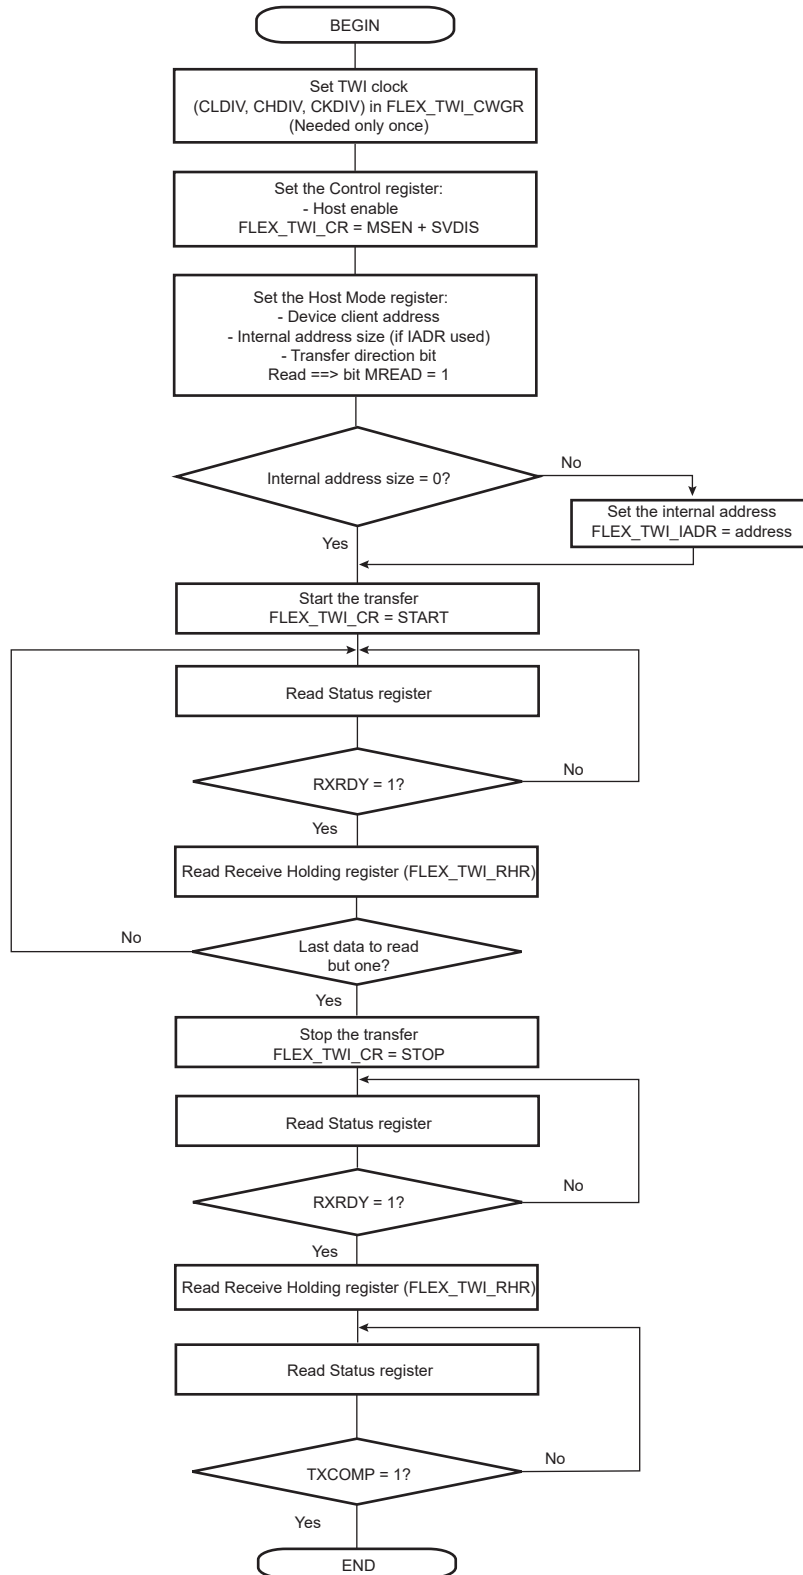 BEGIN
Set TWI clock
(CLDIV, CHDIV, CKDIV) in FLEX_TWI_CWGR
(Needed only once)
Set the Control register:
- Host enable
FLEX_TWI_CR = MSEN + SVDIS
Set the Host Mode register:
- Device client address
- Internal address size (if IADR used)
- Transfer direction bit
Read ==> bit MREAD = 1
Internal address size = 0?
No
Set the internal address
FLEX_TWI_IADR = address
Yes
Start the transfer
FLEX_TWI_CR = START
Read Status register
RXRDY = 1?
No
Yes
Read Receive Holding register (FLEX_TWI_RHR)
No
Last data to read
but one?
Yes
Stop the transfer
FLEX_TWI_CR = STOP
Read Status register
RXRDY = 1?
No
Yes
Read Receive Holding register (FLEX_TWI_RHR)
Read Status register
TXCOMP = 1?
No
Yes
END